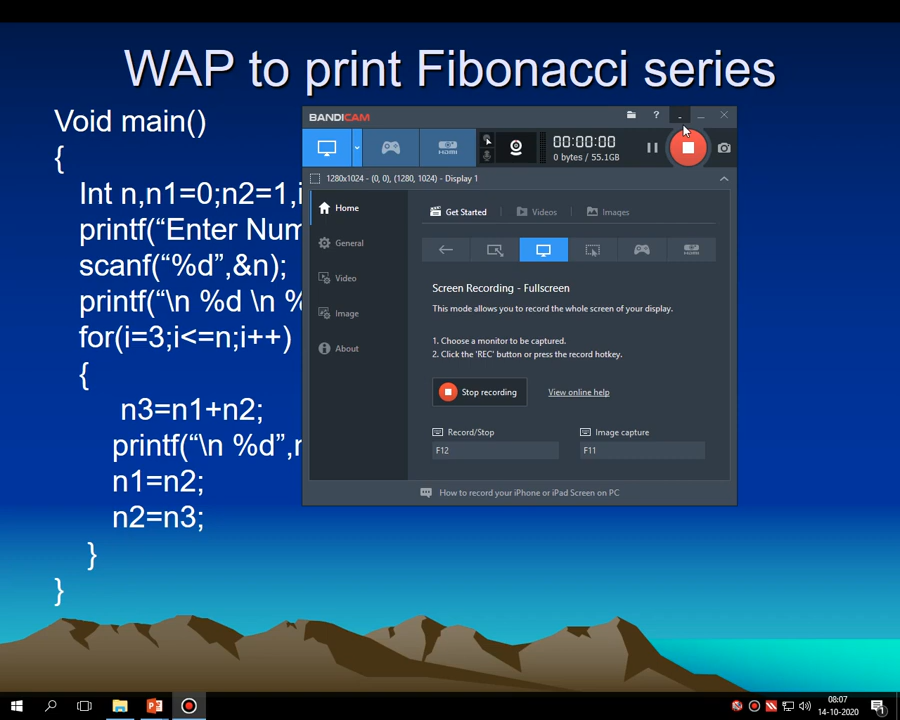 WAP to print Fibonacci series
Void main()
{
Int n,n1=0;n2=1,i
printf(“Enter Num
scanf(“%d”,&n);
printf(“\n %d \n %
for(i=3;i<=n;i++)
{
n3=n1+n2;
printf(“\n %d”,n
n1=n2;
n2=n3;
}
}
BANDICAM
?
HDMI
00:00:00
0 bytes / 55.1GB
1280x1024 - (0, 0), (1280, 1024) - Display 1
Home
General
Video
Image
About
Get Started
Videos
Images
HDMI
Screen Recording - Fullscreen
This mode allows you to record the whole screen of your display.
1. Choose a monitor to be captured.
2. Click the 'REC' button or press the record hotkey.
Stop recording
View online help
Record/Stop
Image capture
F12
F11
How to record your iPhone or iPad Screen on PC
08:07
14-10-2020
1